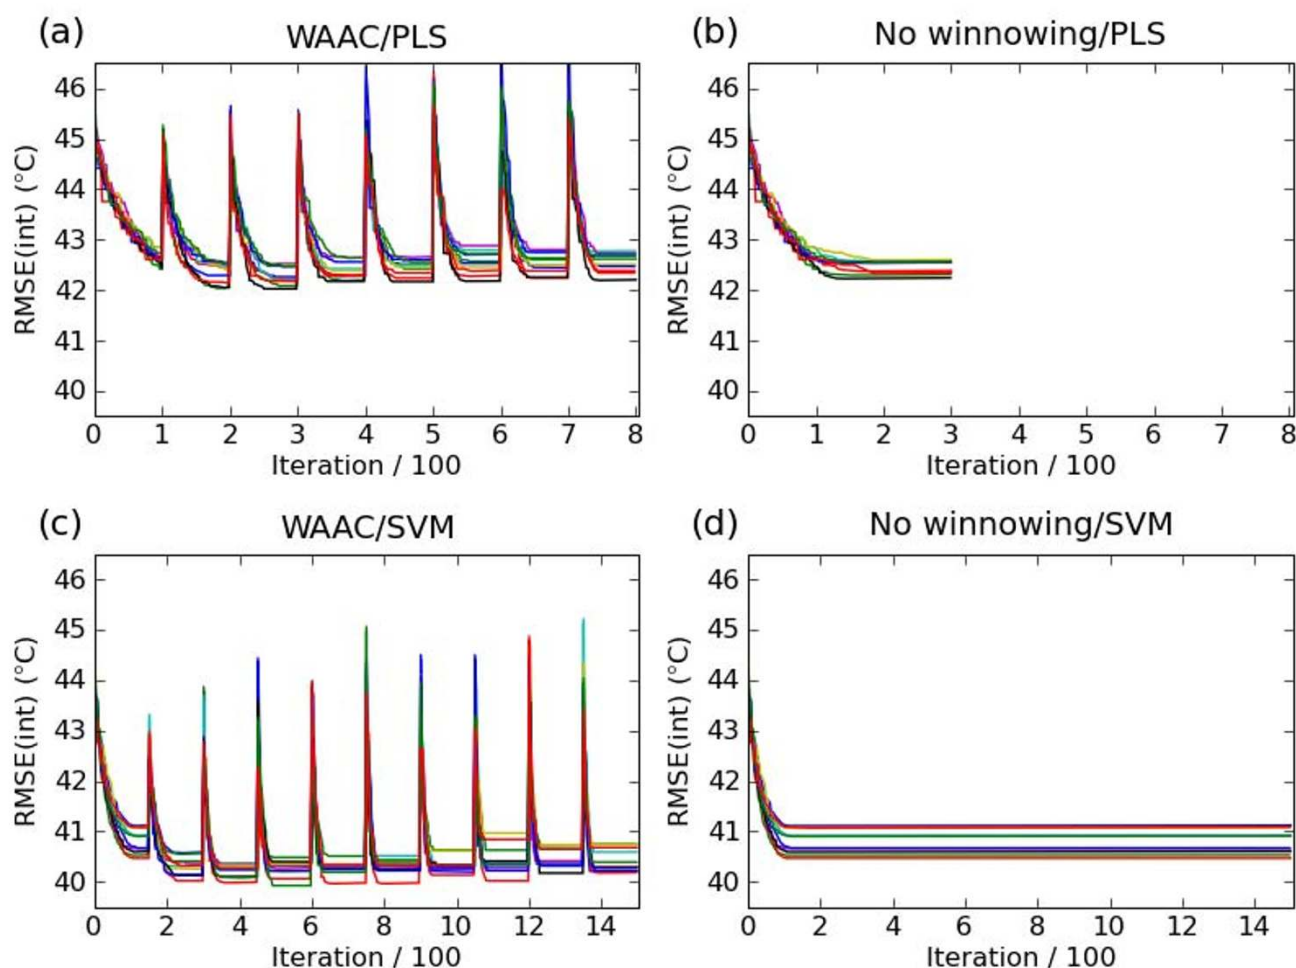 (a) WAAC/PLS
RMSE(int) (°C)
46
45
44
43
42
41
40
0 1 2 3 4 5 6 7 8
Iteration / 100
(b) No winnowing/PLS
RMSE(int) (°C)
46
45
44
43
42
41
40
0 1 2 3 4 5 6 7 8
Iteration / 100
(c) WAAC/SVM
RMSE(int) (°C)
46
45
44
43
42
41
40
0 2 4 6 8 10 12 14
Iteration / 100
(d) No winnowing/SVM
RMSE(int) (°C)
46
45
44
43
42
41
40
0 2 4 6 8 10 12 14
Iteration / 100